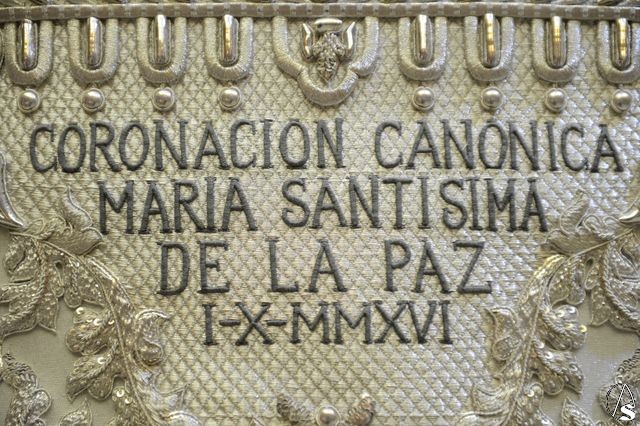 CORONACION CANONICA
MARIA SANTISIMA
DE LA PAZ
I-X-MMXVI